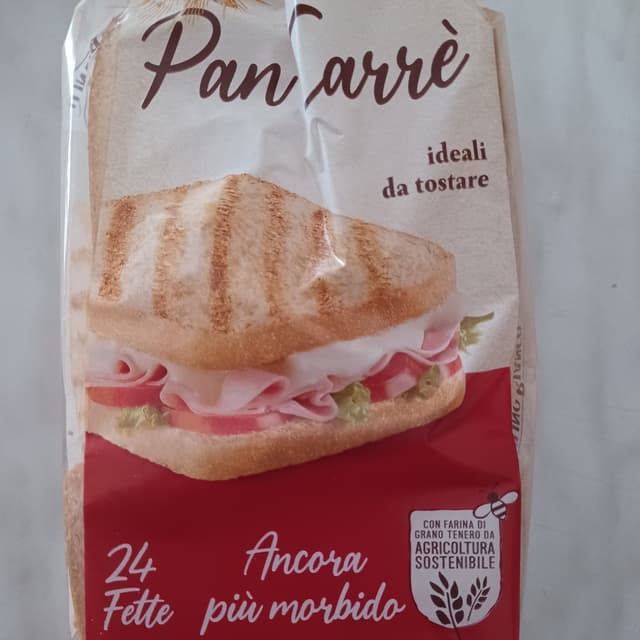 PanCarrè
ideali
da tostare
24
Fette
Ancora
più morbido
CON FARINA DI
GRANO TENERO DA
AGRICOLTURA
SOSTENIBILE